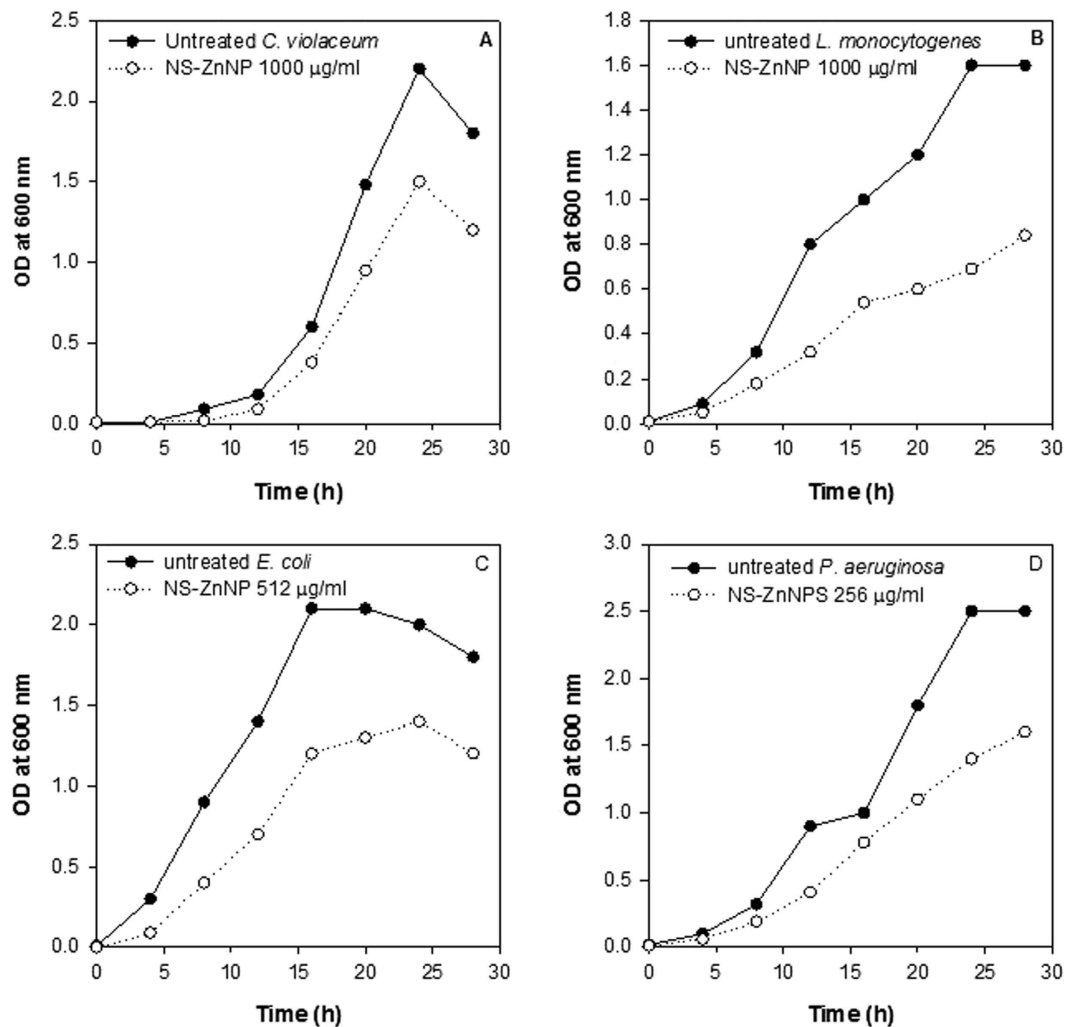 Untreated C. violaceum
NS-ZnNP 1000 μg/ml
A
OD at 600 nm
2.5
2.0
1.5
1.0
0.5
0.0
0 5 10 15 20 25 30
Time (h)
untreated L. monocytogenes
NS-ZnNP 1000 μg/ml
B
OD at 600 nm
1.8
1.6
1.4
1.2
1.0
0.8
0.6
0.4
0.2
0.0
0 5 10 15 20 25 30
Time (h)
untreated E. coli
NS-ZnNP 512 μg/ml
C
OD at 600 nm
2.5
2.0
1.5
1.0
0.5
0.0
0 5 10 15 20 25 30
Time (h)
untreated P. aeruginosa
NS-ZnNPS 256 μg/ml
D
OD at 600 nm
3.0
2.5
2.0
1.5
1.0
0.5
0.0
0 5 10 15 20 25 30
Time (h)